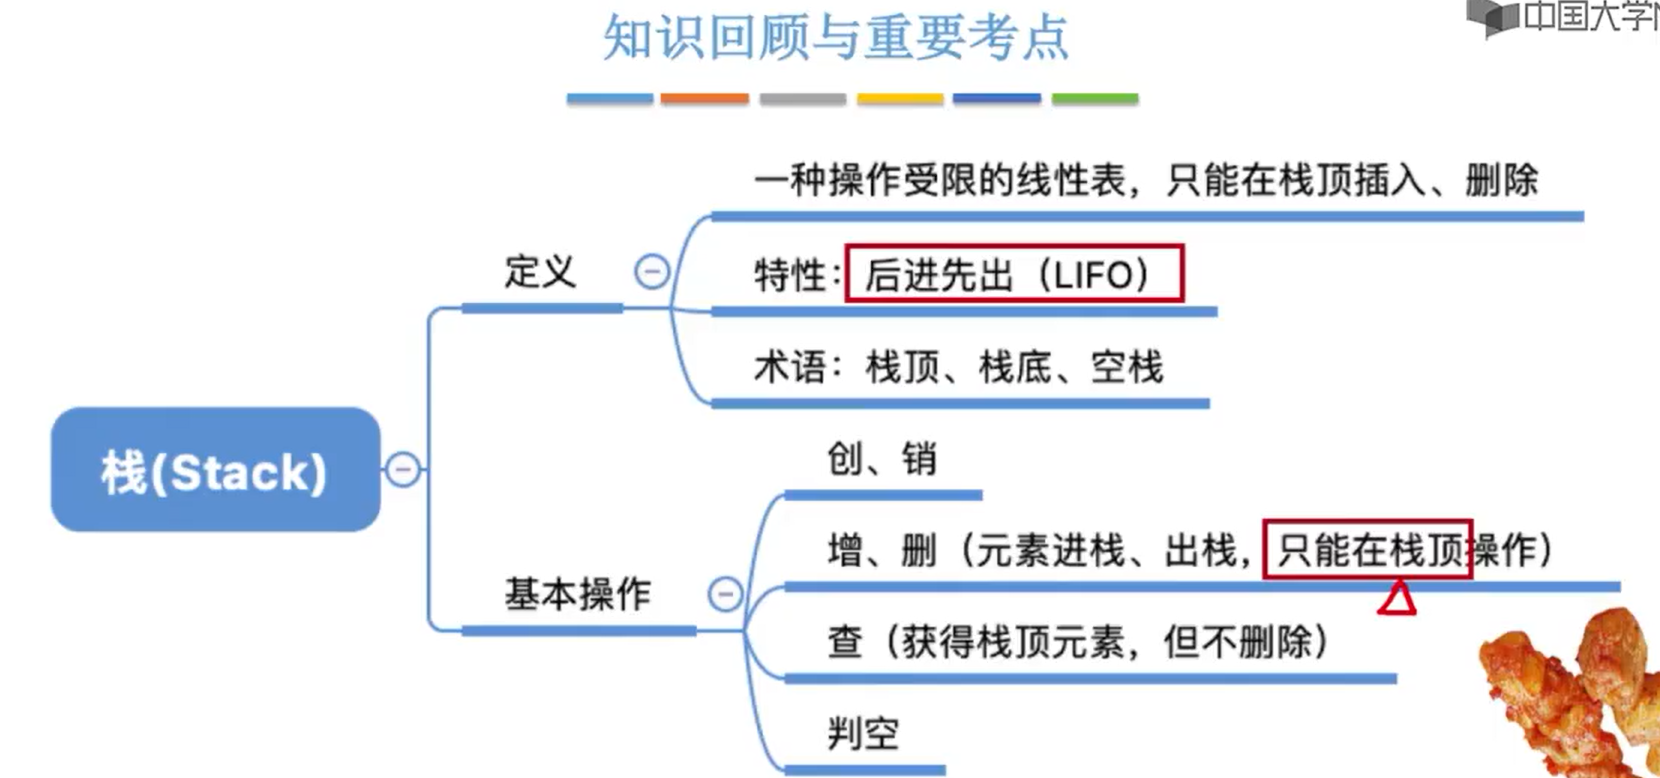 知识回顾与重要考点
中国大学M
一种操作受限的线性表，只能在栈顶插入、删除
定义
特性：后进先出（LIFO）
术语：栈顶、栈底、空栈
栈(Stack)
创、销
增、删（元素进栈、出栈，只能在栈顶操作）
基本操作
查（获得栈顶元素，但不删除）
判空